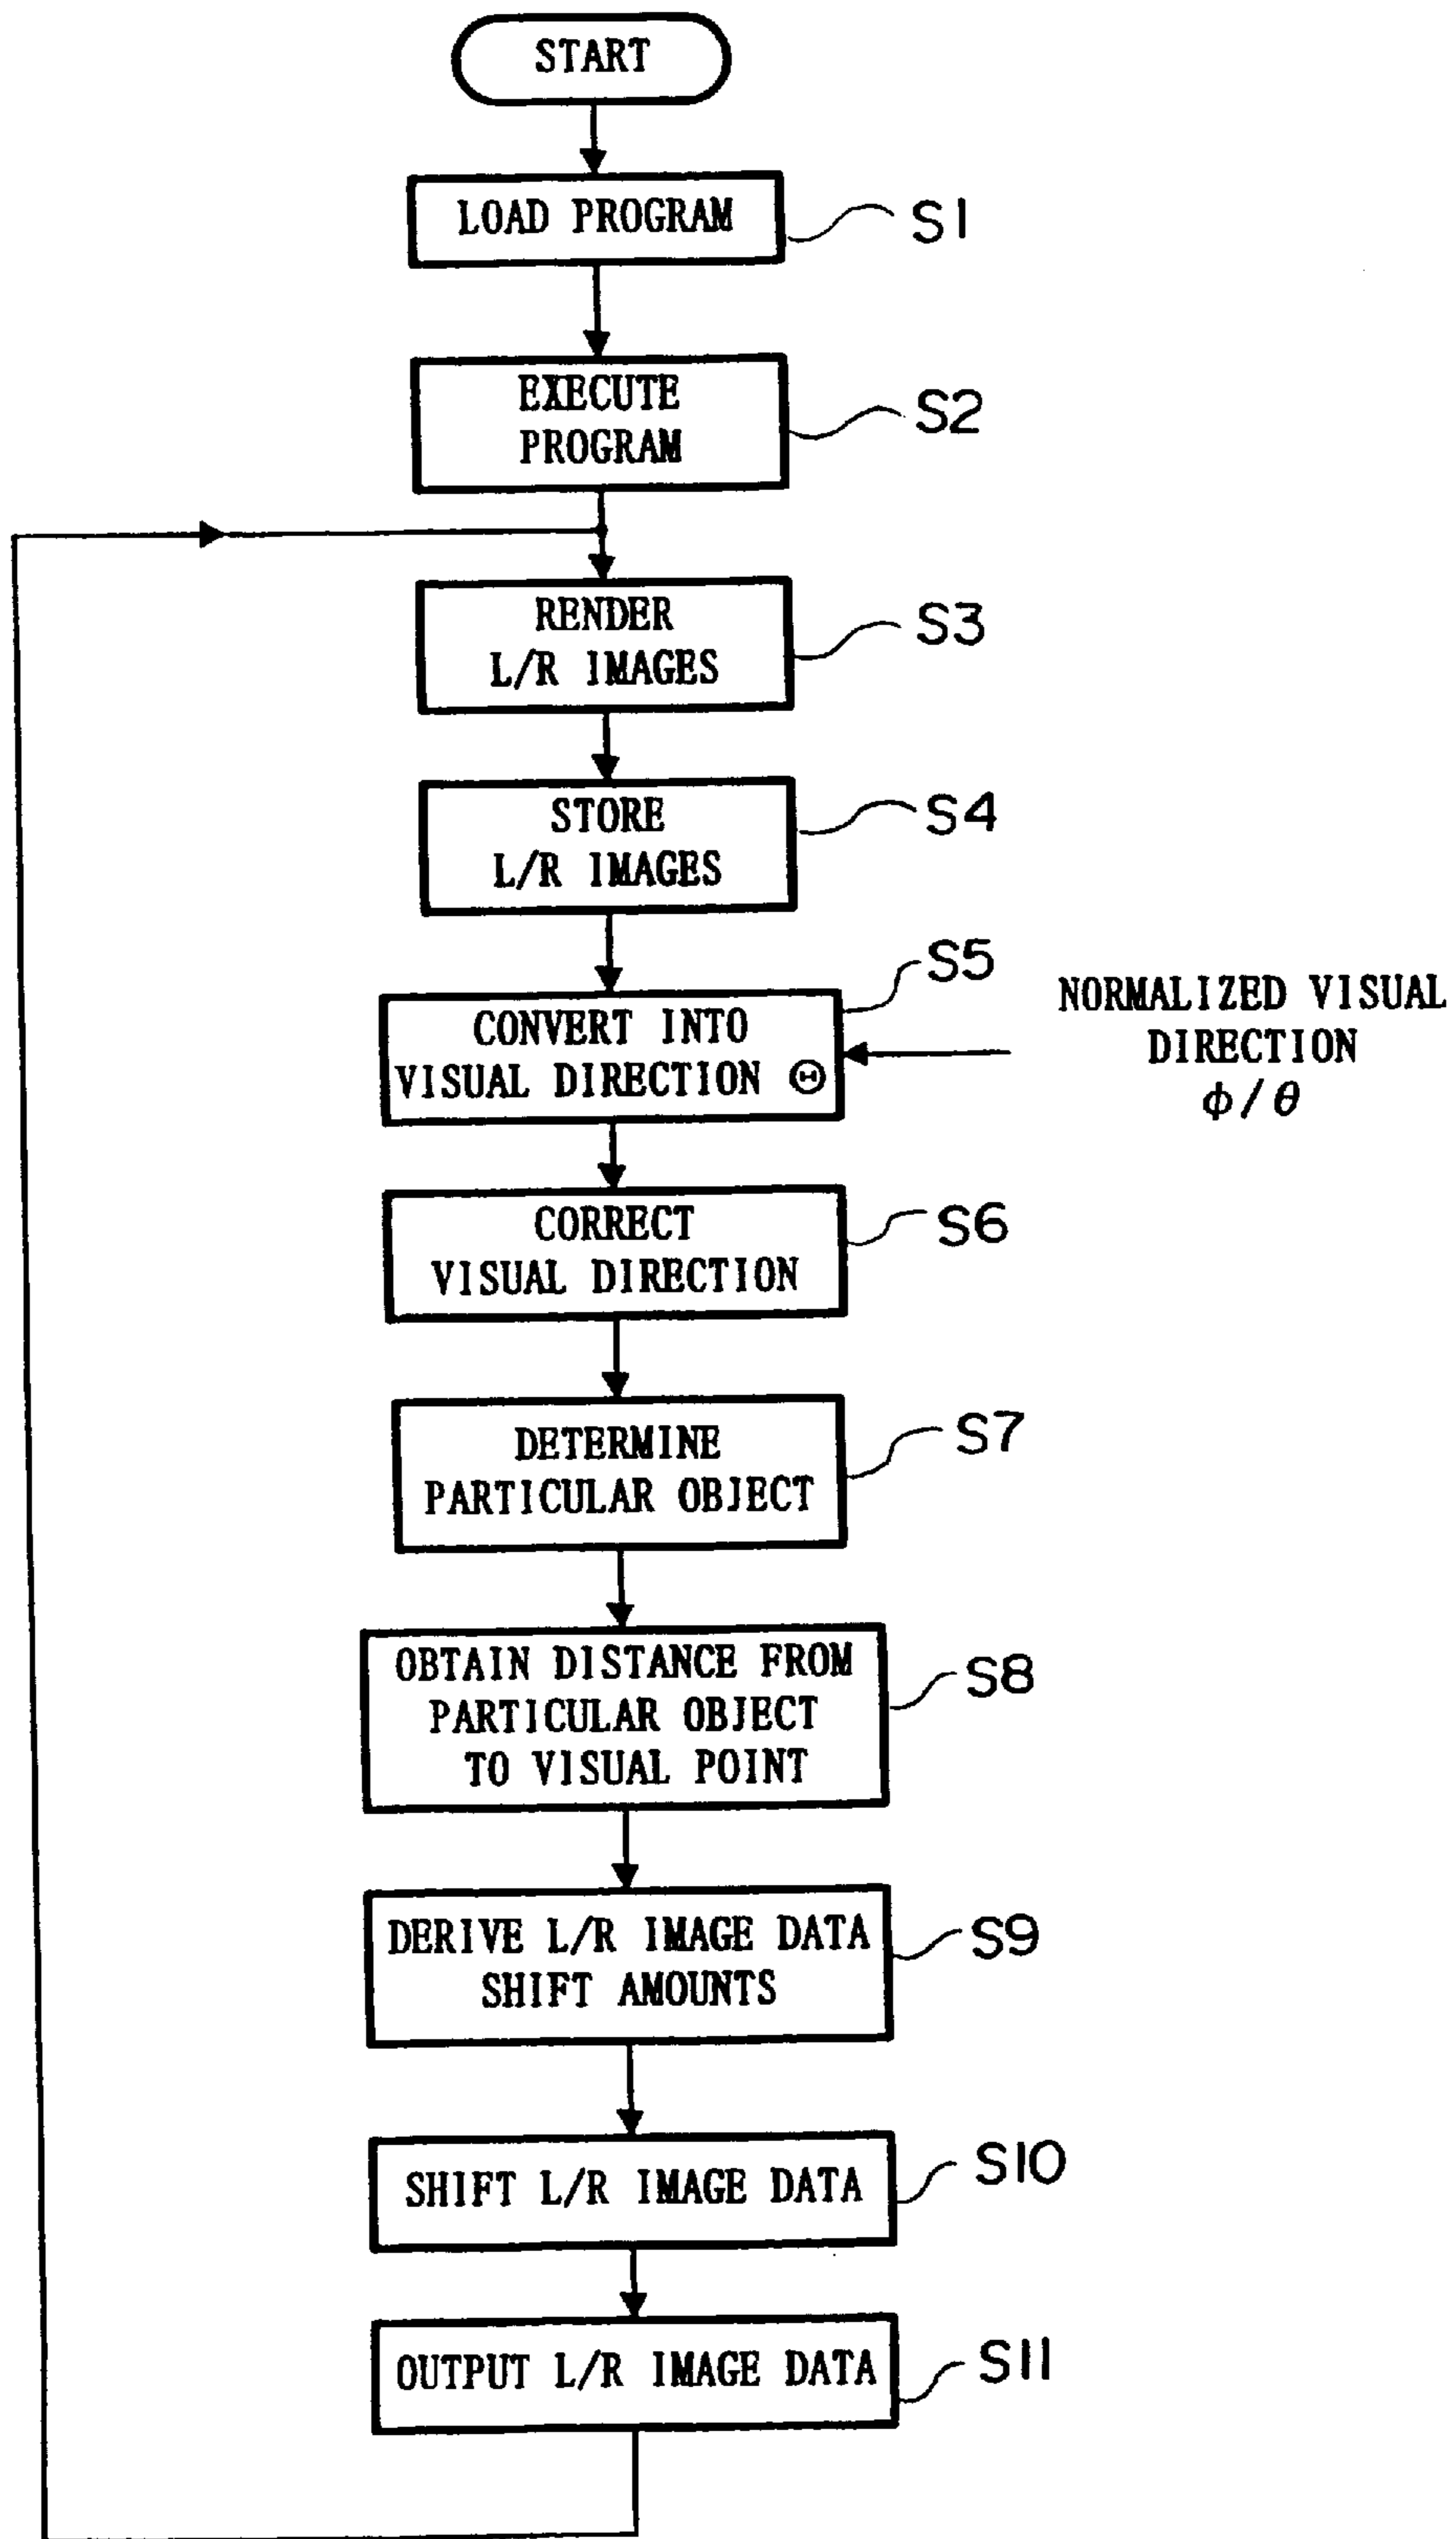 START
LOAD PROGRAM
S1
EXECUTE
PROGRAM
S2
RENDER
L/R IMAGES
S3
STORE
L/R IMAGES
S4
CONVERT INTO
VISUAL DIRECTION Θ
S5
NORMALIZED VISUAL
DIRECTION
φ/θ
CORRECT
VISUAL DIRECTION
S6
DETERMINE
PARTICULAR OBJECT
S7
OBTAIN DISTANCE FROM
PARTICULAR OBJECT
TO VISUAL POINT
S8
DERIVE L/R IMAGE DATA
SHIFT AMOUNTS
S9
SHIFT L/R IMAGE DATA
S10
OUTPUT L/R IMAGE DATA
S11